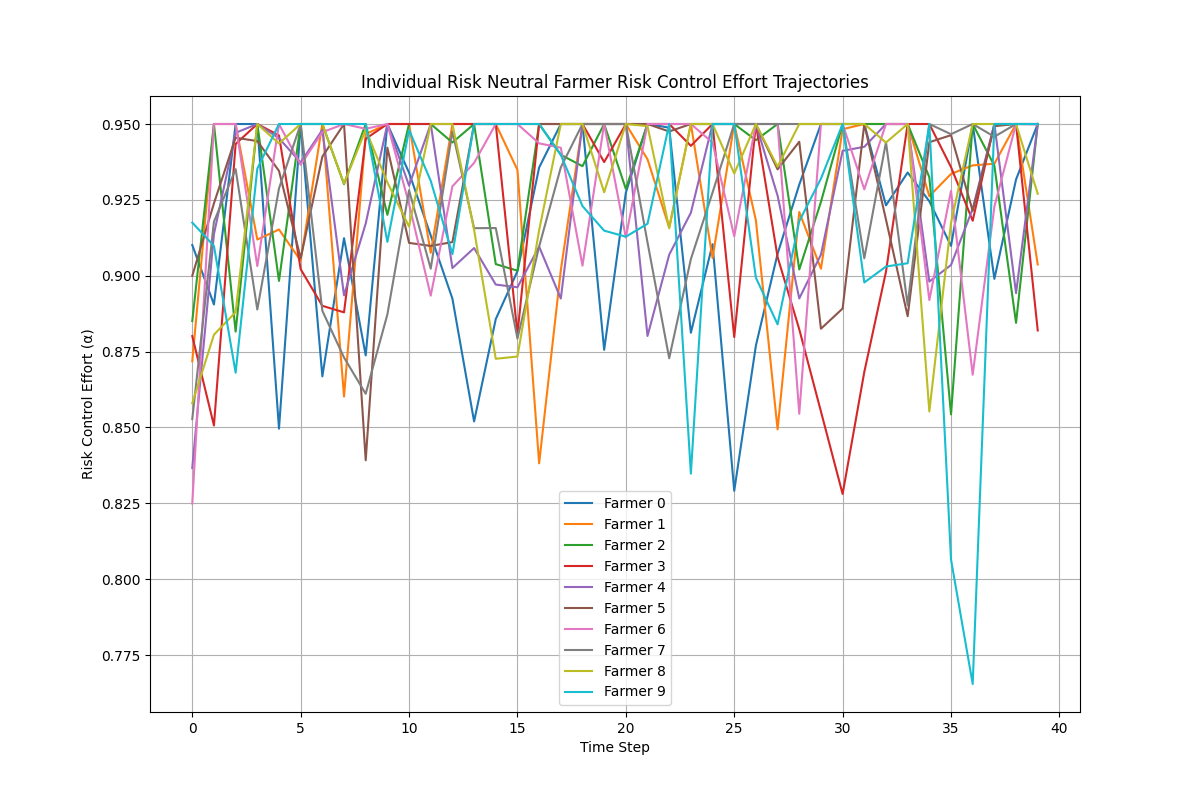 Individual Risk Neutral Farmer Risk Control Effort Trajectories
Risk Control Effort (α)
0.950
0.925
0.900
0.875
0.850
0.825
0.800
0.775
Farmer 0
Farmer 1
Farmer 2
Farmer 3
Farmer 4
Farmer 5
Farmer 6
Farmer 7
Farmer 8
Farmer 9
0 5 10 15 20 25 30 35 40
Time Step